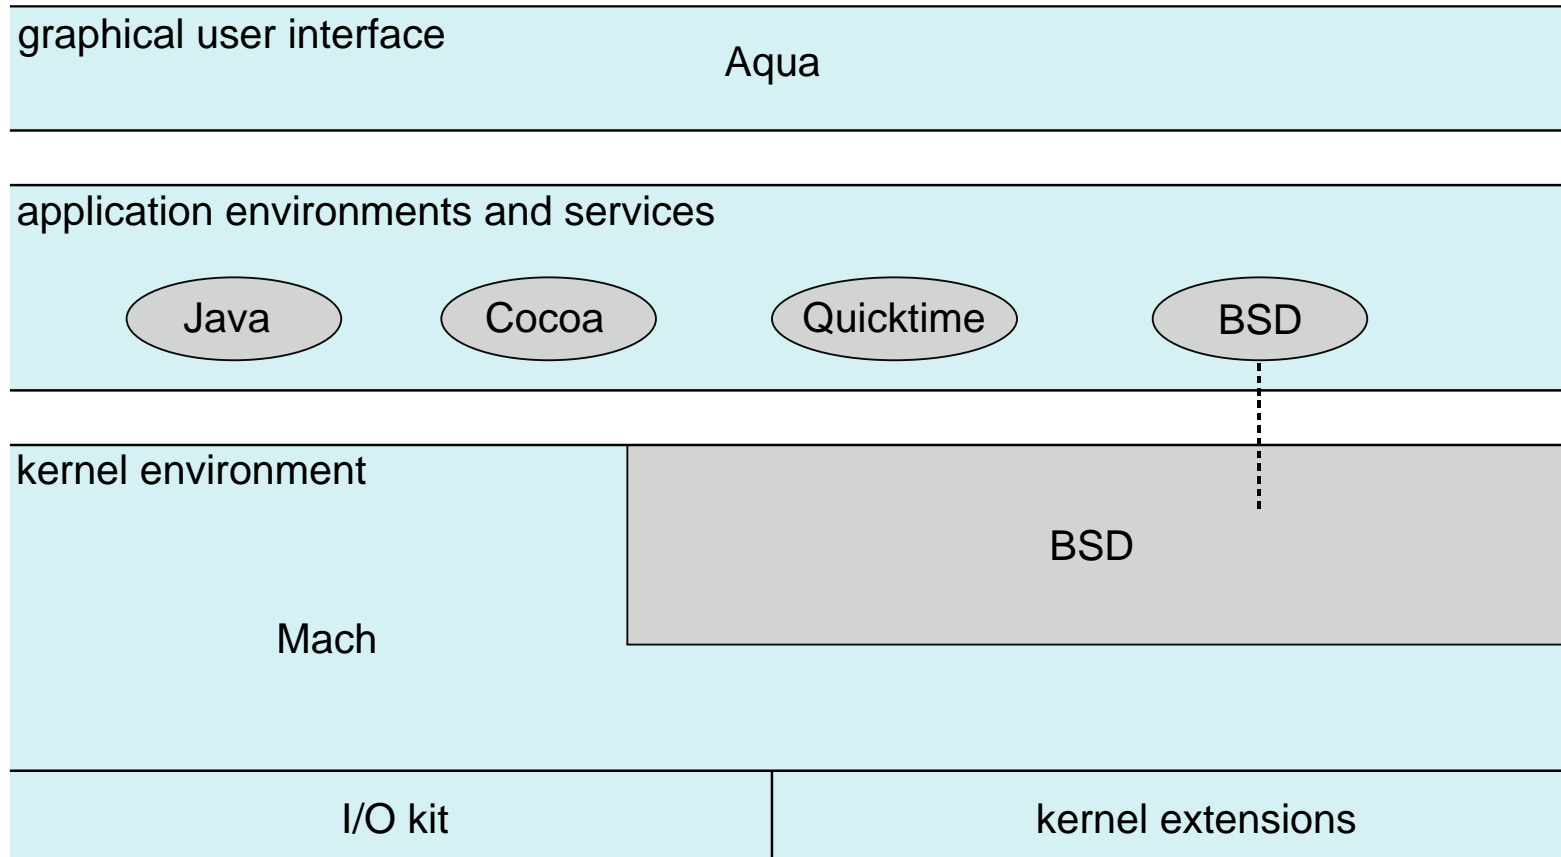 graphical user interface
Aqua
application environments and services
Java
Cocoa
Quicktime
BSD
kernel environment
BSD
Mach
I/O kit
kernel extensions